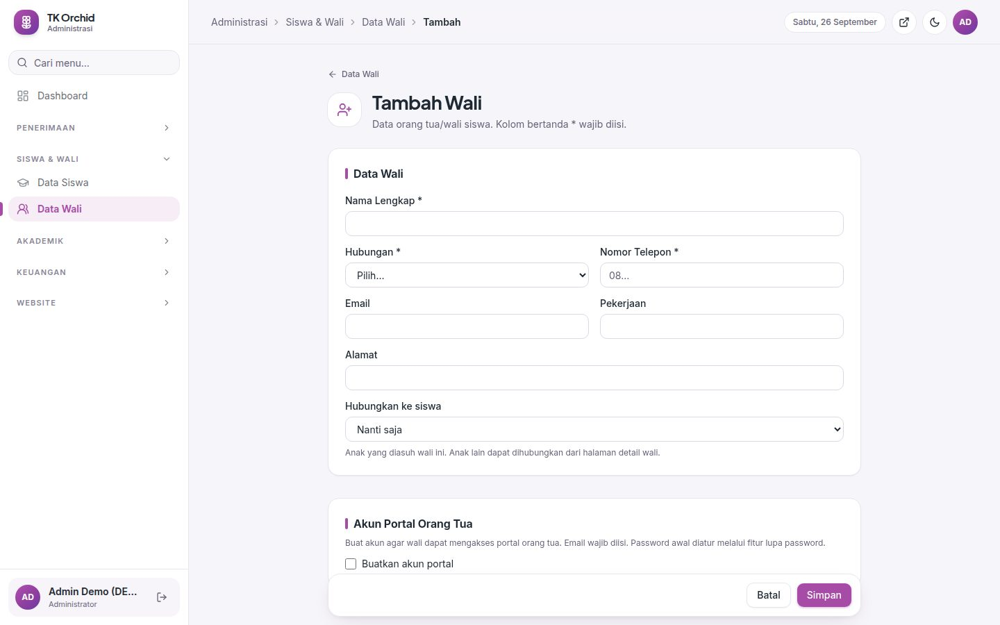 TK Orchid
Administrasi
Cari menu...
Dashboard
PENERIMAAN
SISWA & WALI
Data Siswa
Data Wali
AKADEMIK
KEUANGAN
WEBSITE
AD
Admin Demo (DE...
Administrator
Administrasi > Siswa & Wali > Data Wali > Tambah
Sabtu, 26 September
AD
Data Wali
Tambah Wali
Data orang tua/wali siswa. Kolom bertanda * wajib diisi.
Data Wali
Nama Lengkap *
Hubungan *
Nomor Telepon *
Pilih...
08...
Email
Pekerjaan
Alamat
Hubungkan ke siswa
Nanti saja
Anak yang diasuh wali ini. Anak lain dapat dihubungkan dari halaman detail wali.
Akun Portal Orang Tua
Buat akun agar wali dapat mengakses portal orang tua. Email wajib diisi. Password awal diatur melalui fitur lupa password.
Buatkan akun portal
Batal
Simpan